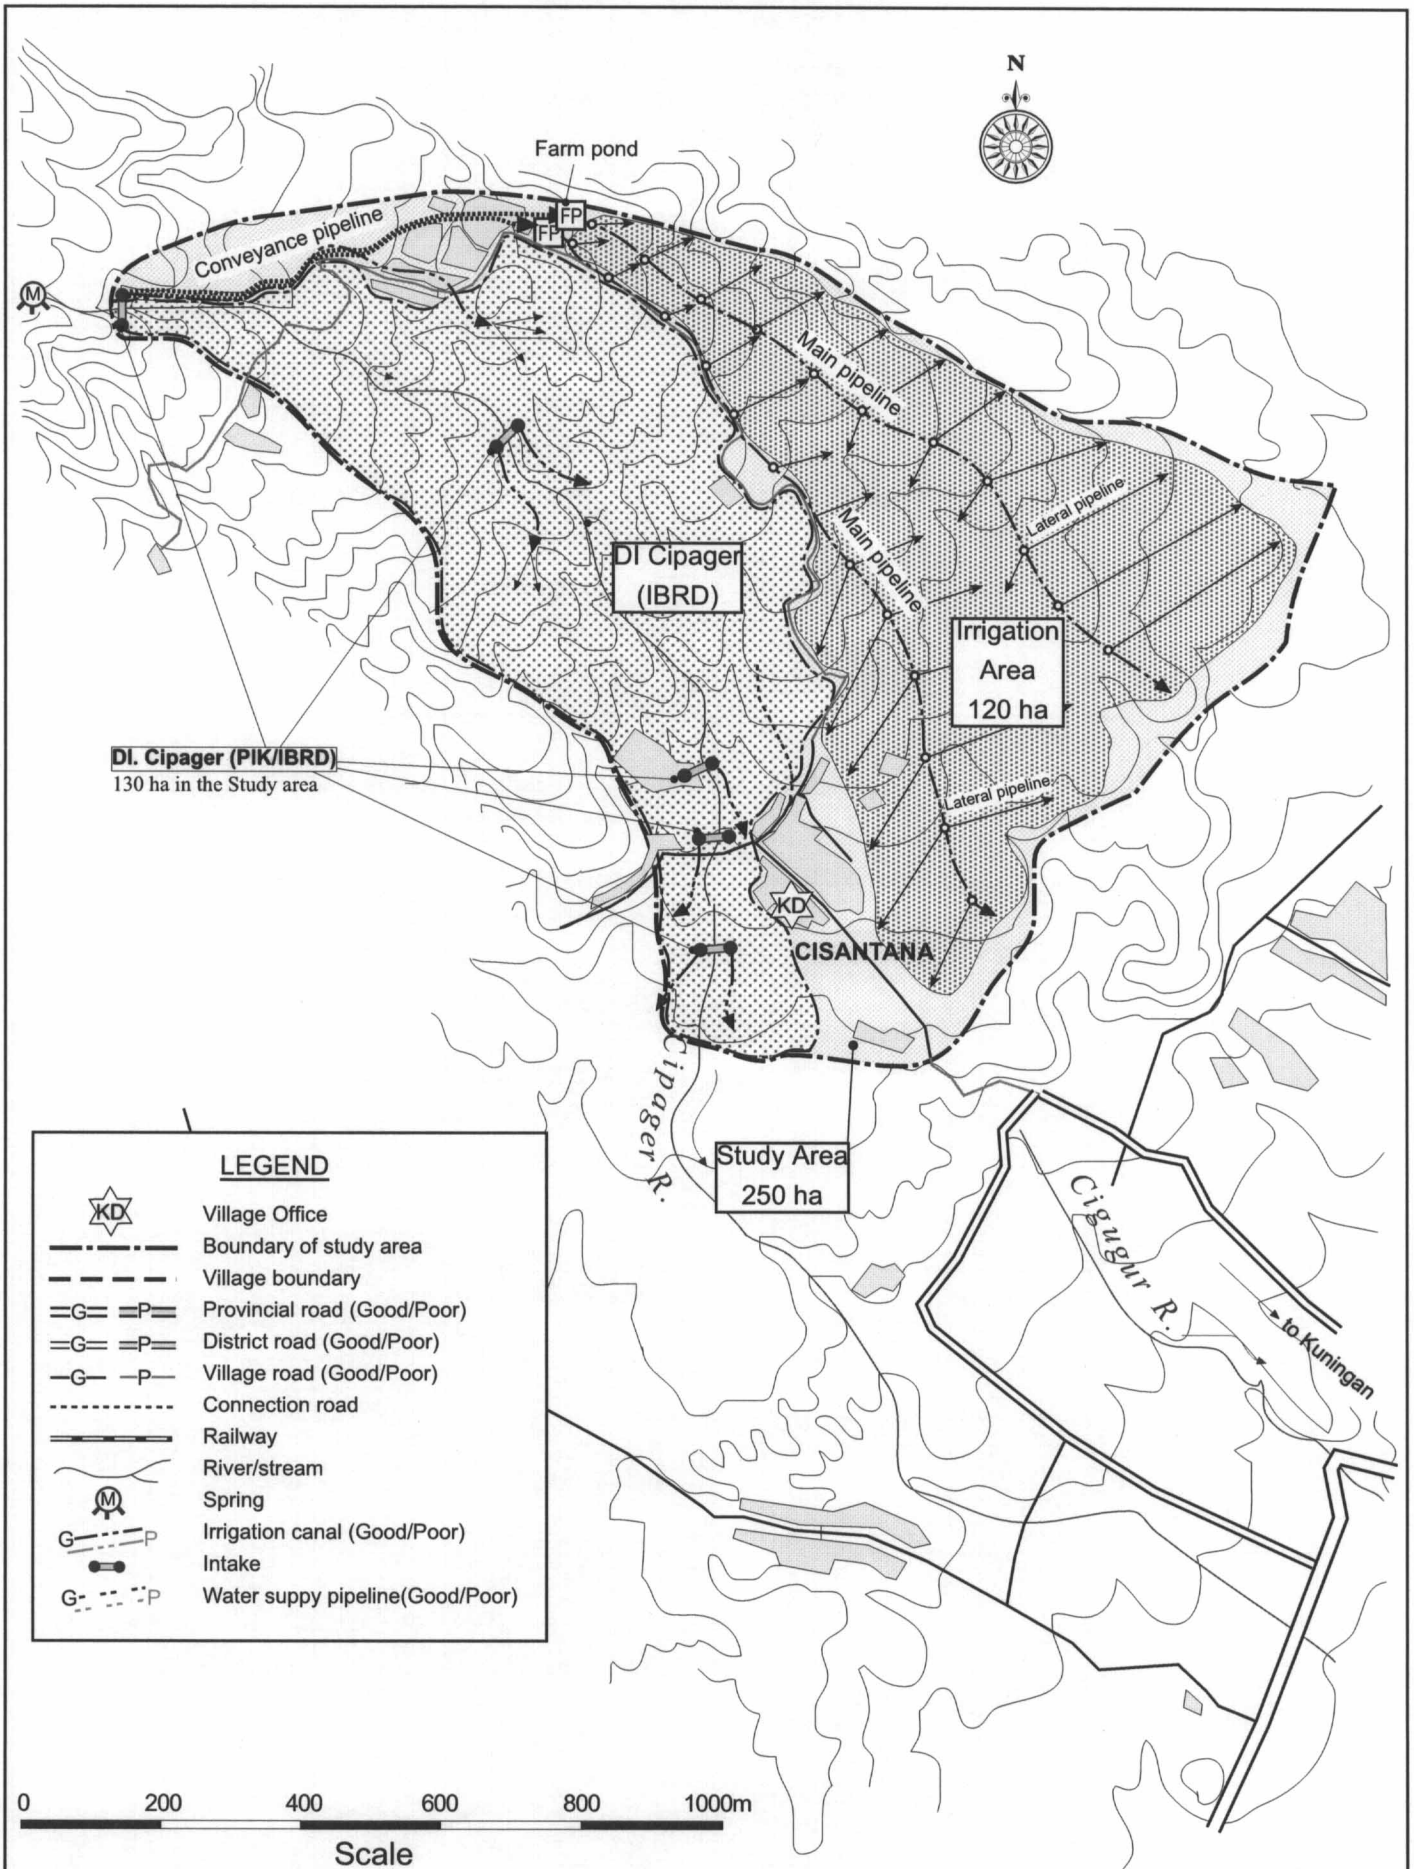 N
Farm pond
FP
FP
Conveyance pipeline
M
Main pipeline
Lateral pipeline
Main pipeline
DI Cipager
(IBRD)
Irrigation
Area
120 ha
DI. Cipager (PIK/IBRD)
130 ha in the Study area
Lateral pipeline
KD
CISANTANA
Cipager R.
Study Area
250 ha
Cigugur R.
to Kuningan
LEGEND
KD Village Office
Boundary of study area
Village boundary
G P Provincial road (Good/Poor)
G P District road (Good/Poor)
G P Village road (Good/Poor)
Connection road
Railway
River/stream
M Spring
G P Irrigation canal (Good/Poor)
Intake
G P Water suppy pipeline(Good/Poor)
0 200 400 600 800 1000m
Scale